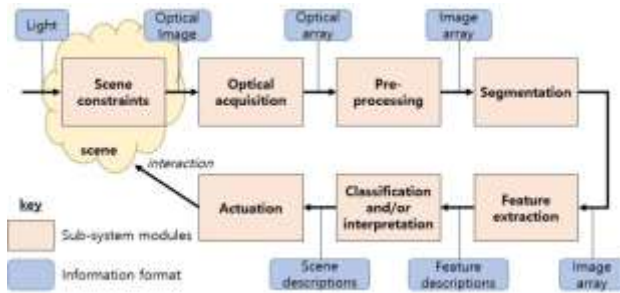 Light
Optical
Image
Optical
array
Image
array
Scene
constraints
Optical
acquisition
Pre-
processing
Segmentation
scene
interaction
Actuation
Classification
and/or
interpretation
Feature
extraction
key
Sub-system modules
Information format
Scene
descriptions
Feature
descriptions
Image
array